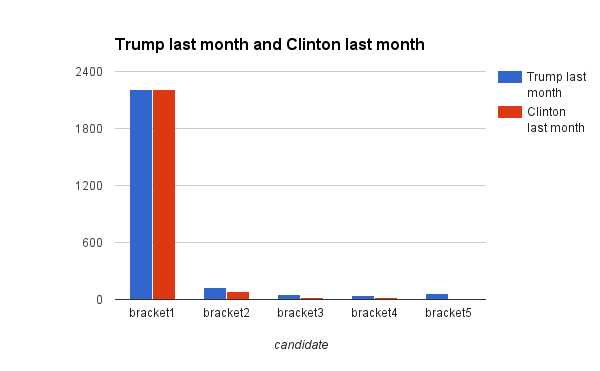 Trump last month and Clinton last month
2400
1800
1200
600
0
Trump last
month
Clinton
last month
bracket1
bracket2
bracket3
bracket4
bracket5
candidate